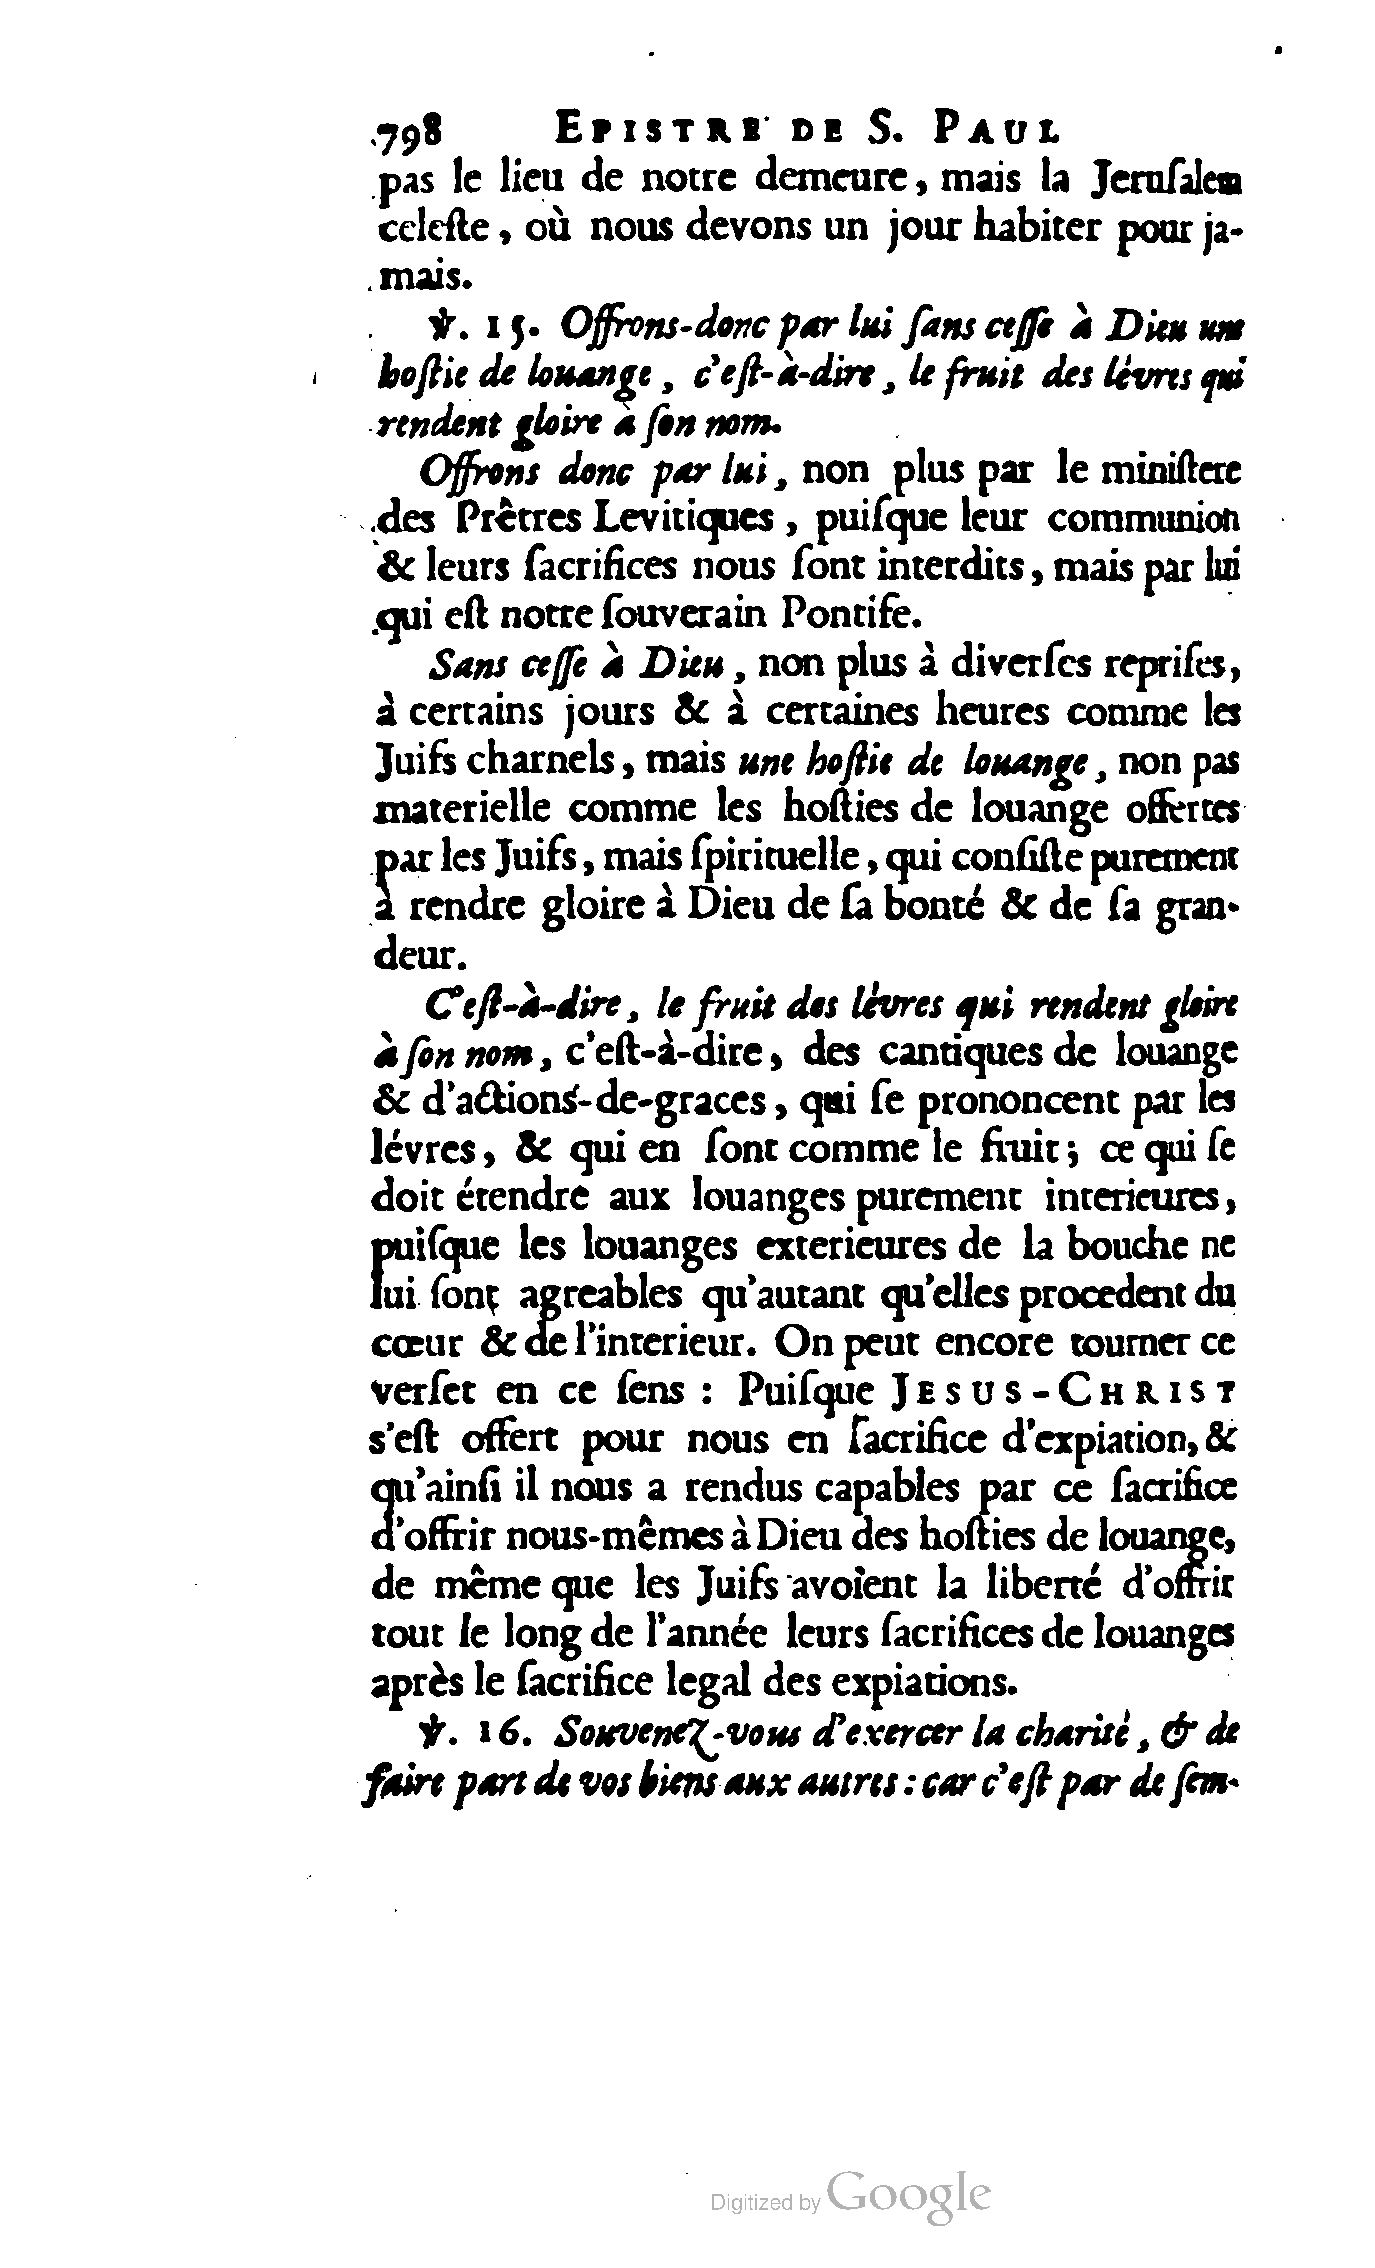 798 EPISTRE DE S. PAUL
pas le lieu de notre demeure, mais la Jeruſalem
celeſte, où nous devons un jour habiter pour ja-
mais.
℣. 15. Offrons-donc par lui ſans ceſſe à Dieu une
hoſtie de louange, c'eſt-à-dire, le fruit des lévres qui
rendent gloire à ſon nom.
Offrons donc par lui, non plus par le miniſtere
des Prêtres Levitiques, puiſque leur communion
& leurs ſacrifices nous ſont interdits, mais par lui
qui eſt notre ſouverain Pontife.
Sans ceſſe à Dieu, non plus à diverſes repriſes,
à certains jours & à certaines heures comme les
Juifs charnels, mais une hoſtie de louange, non pas
materielle comme les hoſties de louange offertes
par les Juifs, mais ſpirituelle, qui conſiſte purement
à rendre gloire à Dieu de ſa bonté & de ſa gran-
deur.
C'eſt-à-dire, le fruit des lévres qui rendent gloire
à ſon nom, c'eſt-à-dire, des cantiques de louange
& d'actions-de-graces, qui ſe prononcent par les
lévres, & qui en ſont comme le fruit; ce qui ſe
doit étendre aux louanges purement interieures,
puiſque les louanges exterieures de la bouche ne
lui ſont agreables qu'autant qu'elles procedent du
cœur & de l'interieur. On peut encore tourner ce
verſet en ce ſens : Puiſque JESUS-CHRIST
s'eſt offert pour nous en ſacrifice d'expiation, &
qu'ainſi il nous a rendus capables par ce ſacrifice
d'offrir nous-mêmes à Dieu des hoſties de louange,
de même que les Juifs avoient la liberté d'offrir
tout le long de l'année leurs ſacrifices de louanges
après le ſacrifice legal des expiations.
℣. 16. Souvenez-vous d'exercer la charité, & de
faire part de vos biens aux autres : car c'eſt par de ſem-
Digitized by Google